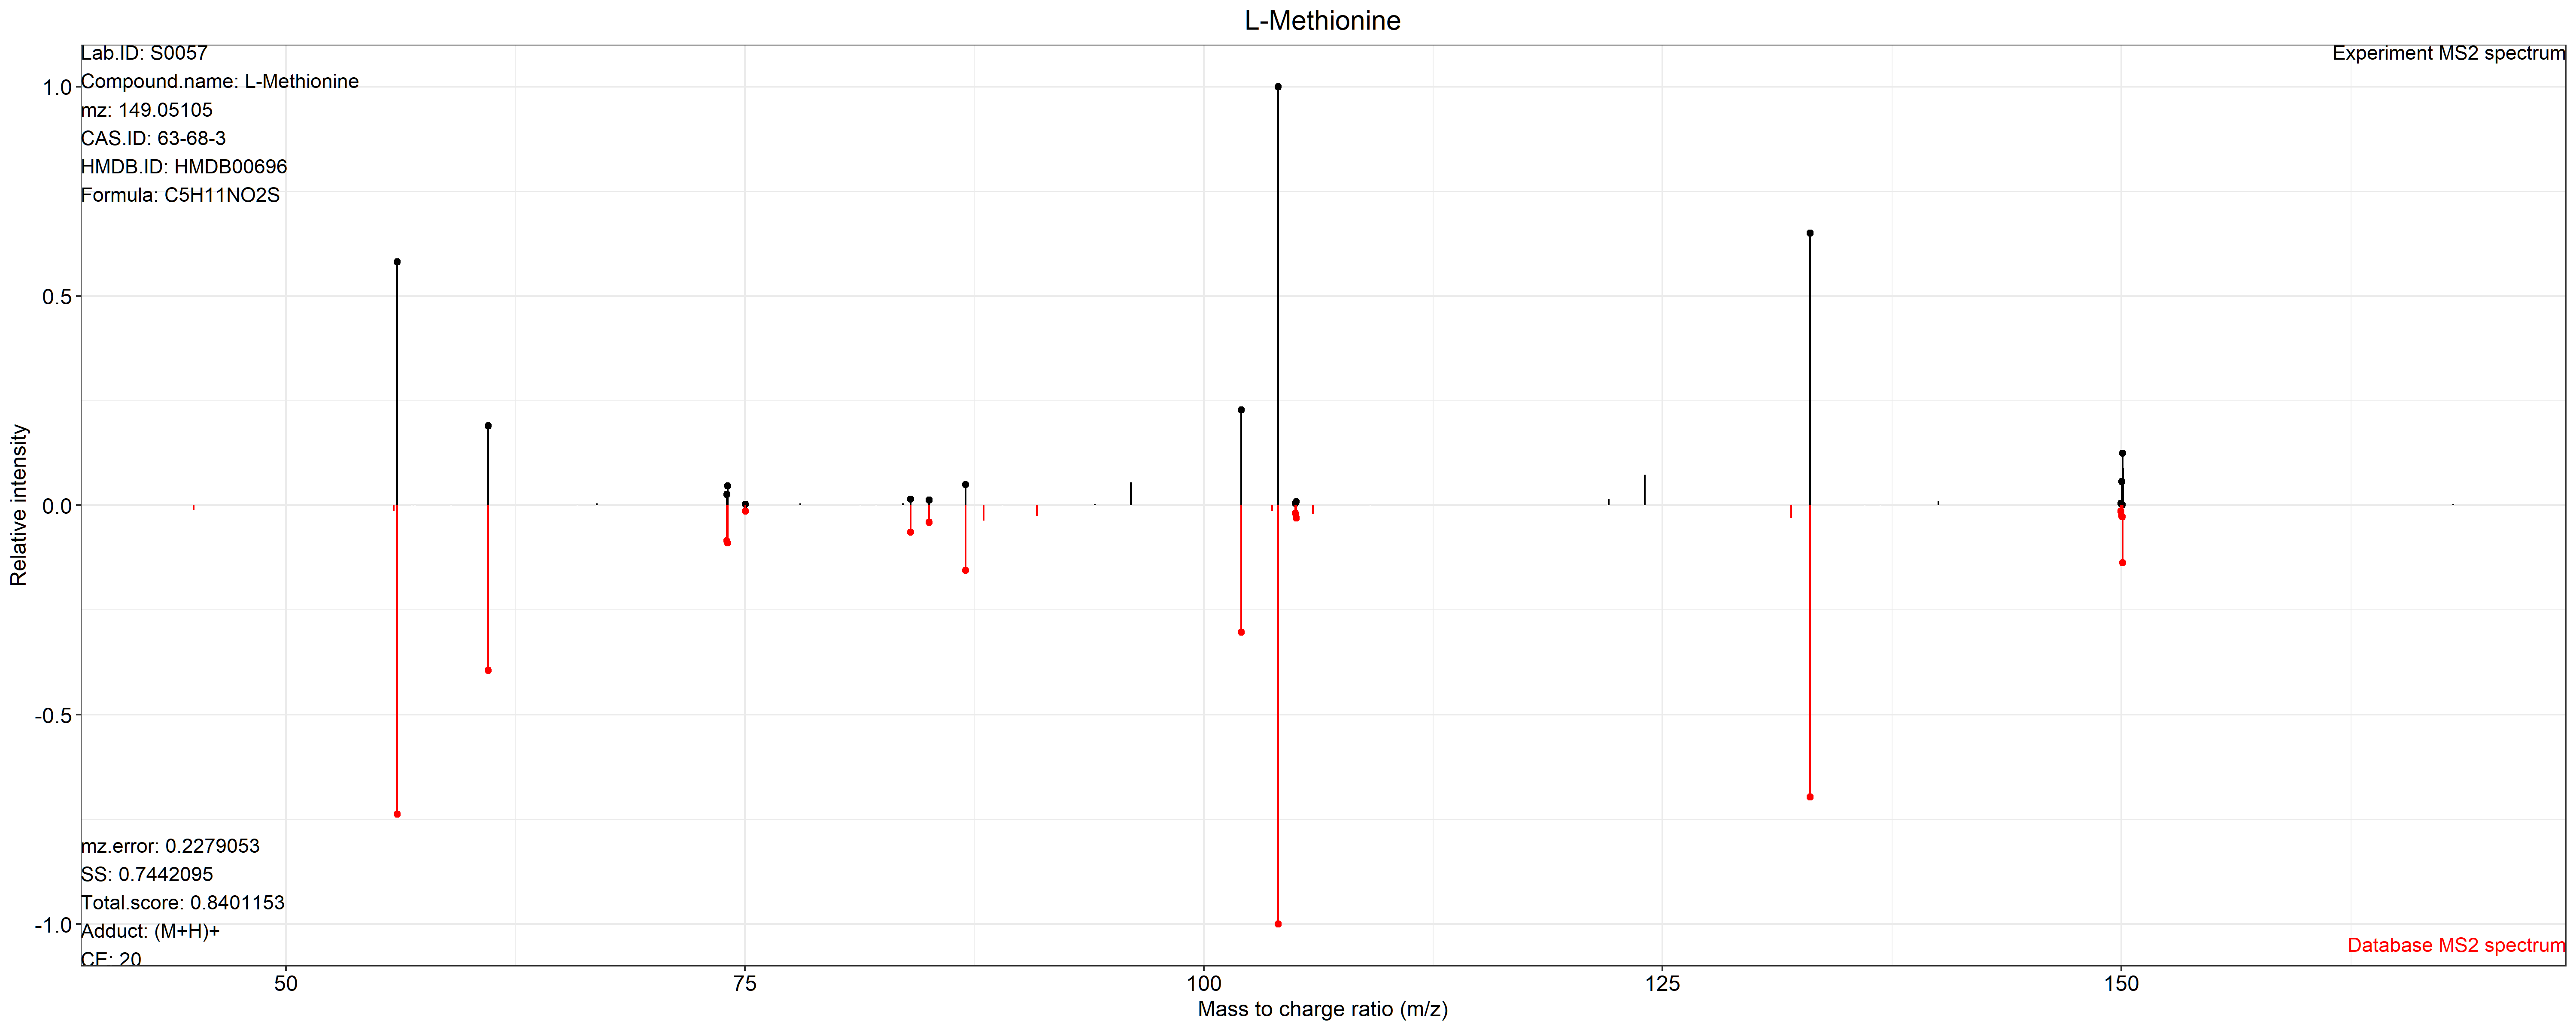 L-Methionine
Lab.ID: S0057
Experiment MS2 spectrum
Compound.name: L-Methionine
mz: 149.05105
CAS.ID: 63-68-3
HMDB.ID: HMDB00696
Formula: C5H11NO2S
1.0
0.5
0.0
-0.5
-1.0
Relative intensity
mz.error: 0.2279053
SS: 0.7442095
Total.score: 0.8401153
Adduct: (M+H)+
CE: 20
Database MS2 spectrum
50 75 100 125 150
Mass to charge ratio (m/z)